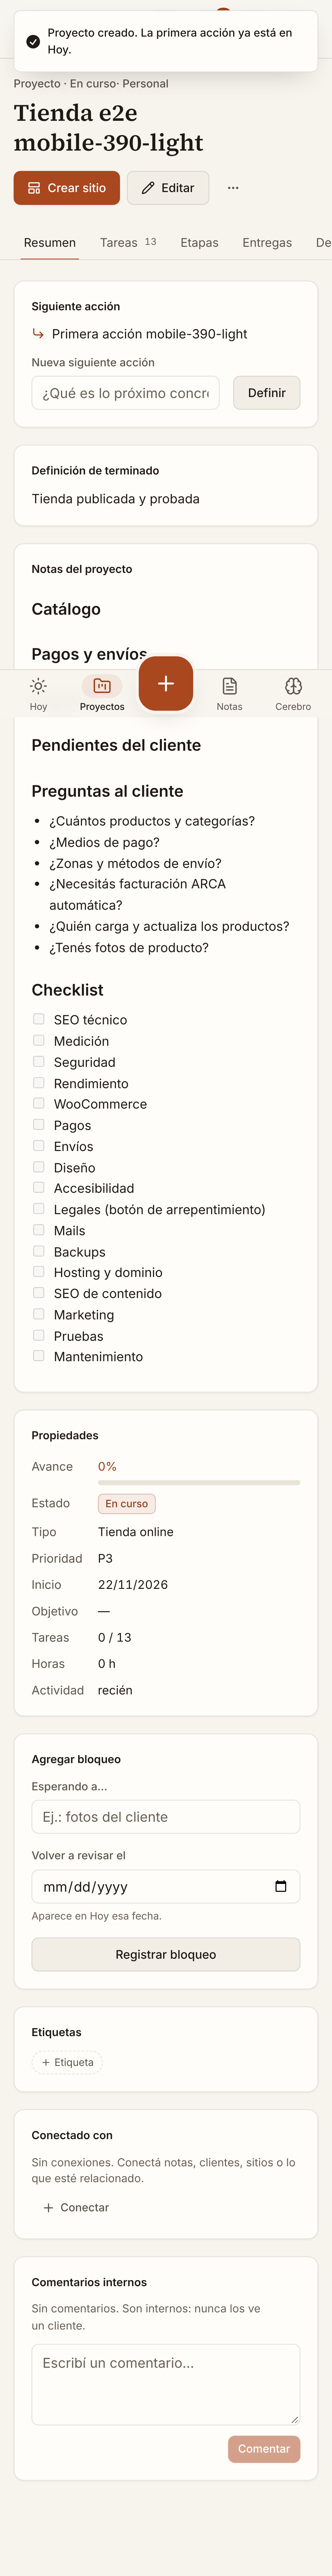 Proyecto creado. La primera acción ya está en
Hoy.
Proyecto · En curso· Personal
Tienda e2e
mobile-390-light
Crear sitio
Editar
Resumen
Tareas 13
Etapas
Entregas
De
Siguiente acción
Primera acción mobile-390-light
Nueva siguiente acción
¿Qué es lo próximo concre
Definir
Definición de terminado
Tienda publicada y probada
Notas del proyecto
Catálogo
Pagos y envíos
Hoy
Proyectos
Notas
Cerebro
Pendientes del cliente
Preguntas al cliente
• ¿Cuántos productos y categorías?
• ¿Medios de pago?
• ¿Zonas y métodos de envío?
• ¿Necesitás facturación ARCA
automática?
• ¿Quién carga y actualiza los productos?
• ¿Tenés fotos de producto?
Checklist
SEO técnico
Medición
Seguridad
Rendimiento
WooCommerce
Pagos
Envíos
Diseño
Accesibilidad
Legales (botón de arrepentimiento)
Mails
Backups
Hosting y dominio
SEO de contenido
Marketing
Pruebas
Mantenimiento
Propiedades
Avance 0%
Estado En curso
Tipo Tienda online
Prioridad P3
Inicio 22/11/2026
Objetivo —
Tareas 0 / 13
Horas 0 h
Actividad recién
Agregar bloqueo
Esperando a...
Ej.: fotos del cliente
Volver a revisar el
mm/dd/yyyy
Aparece en Hoy esa fecha.
Registrar bloqueo
Etiquetas
+ Etiqueta
Conectado con
Sin conexiones. Conectá notas, clientes, sitios o lo
que esté relacionado.
+ Conectar
Comentarios internos
Sin comentarios. Son internos: nunca los ve
un cliente.
Escribí un comentario...
Comentar